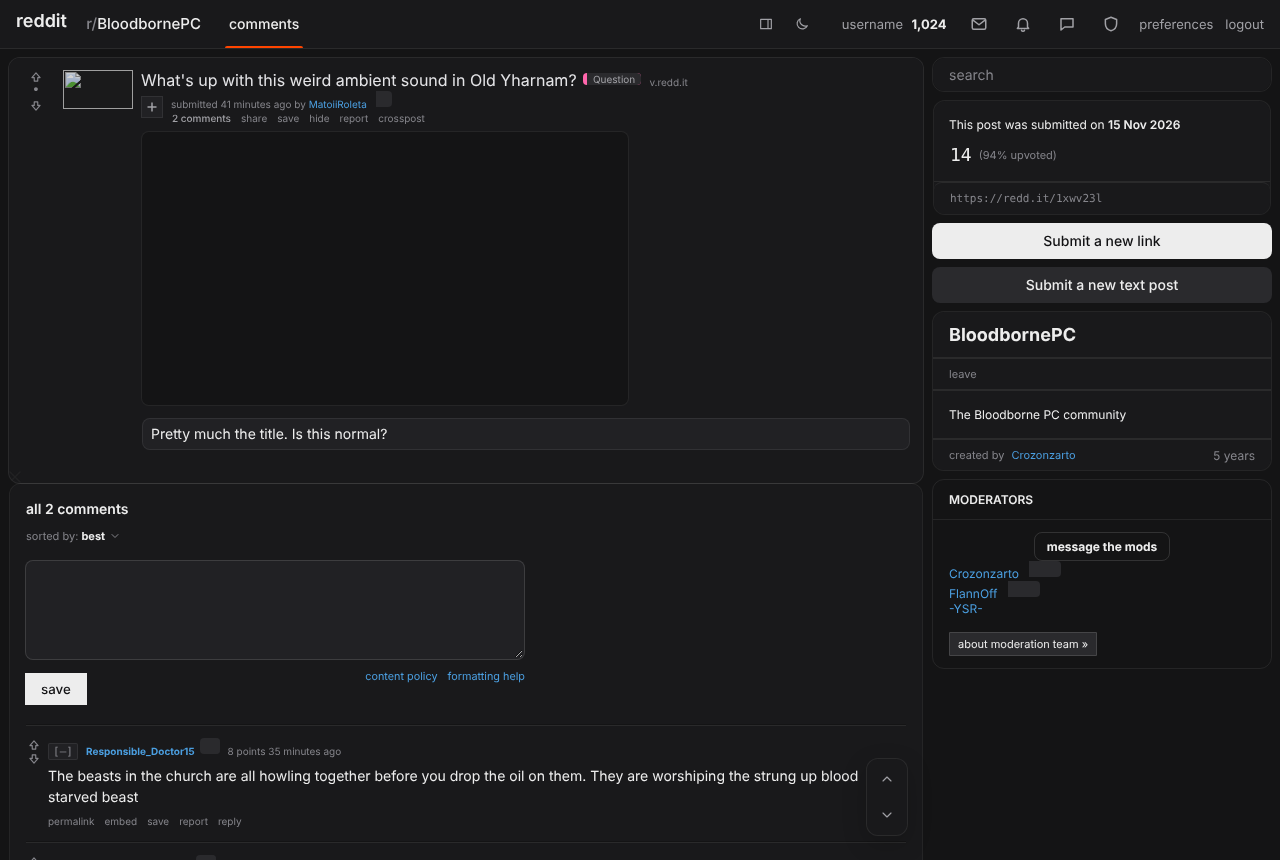 reddit r/BloodbornePC comments username 1,024 preferences logout
What's up with this weird ambient sound in Old Yharnam? Question v.redd.it
+ submitted 41 minutes ago by MatoiiRoleta
2 comments share save hide report crosspost
Pretty much the title. Is this normal?
all 2 comments
sorted by: best
content policy formatting help
save
[–] Responsible_Doctor15 8 points 35 minutes ago
The beasts in the church are all howling together before you drop the oil on them. They are worshiping the strung up blood
starved beast
permalink embed save report reply
search
This post was submitted on 15 Nov 2026
14 (94% upvoted)
https://redd.it/1xwv23l
Submit a new link
Submit a new text post
BloodbornePC
leave
The Bloodborne PC community
created by Crozonzarto 5 years
MODERATORS
message the mods
Crozonzarto
FlannOff
-YSR-
about moderation team »